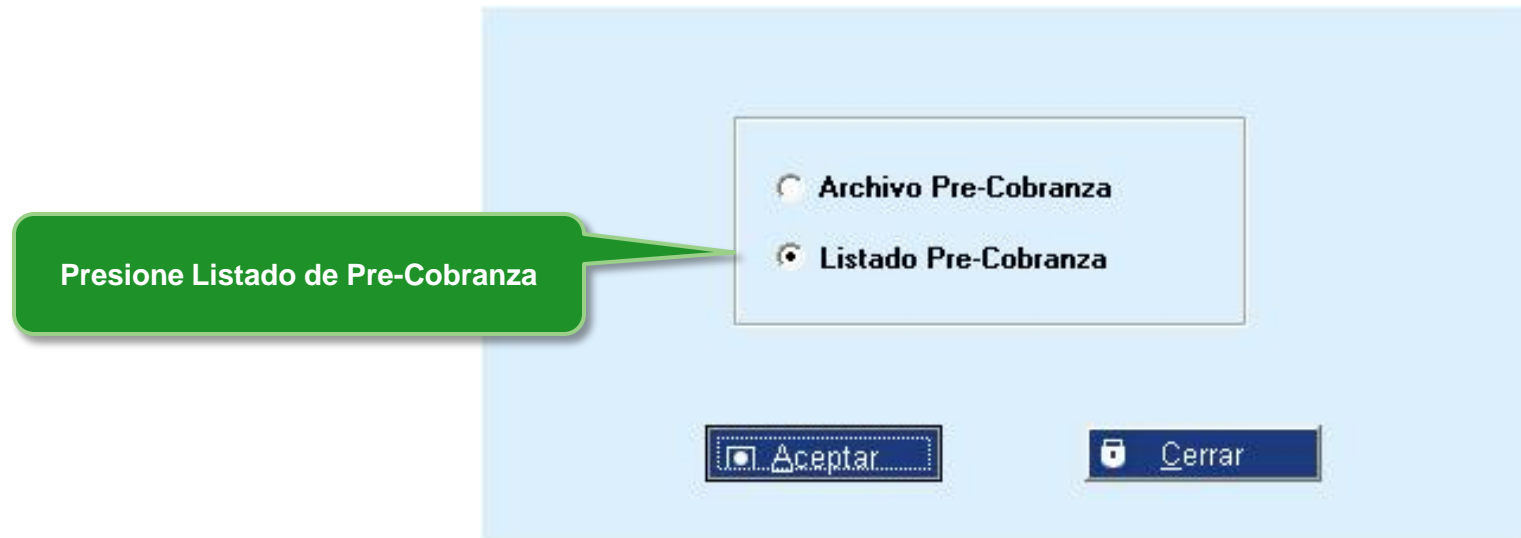 Archivo Pre-Cobranza
Presione Listado de Pre-Cobranza
Listado Pre-Cobranza
Aceptar
Cerrar